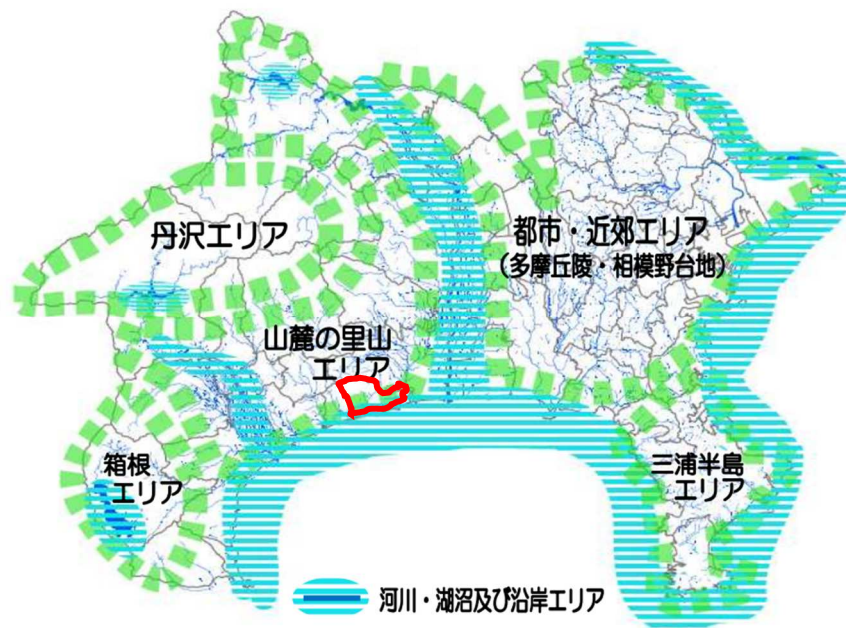 丹沢エリア
都市・近郊エリア
（多摩丘陵・相模野台地）
山麓の里山
エリア
箱根
エリア
三浦半島
エリア
河川・湖沼及び沿岸エリア